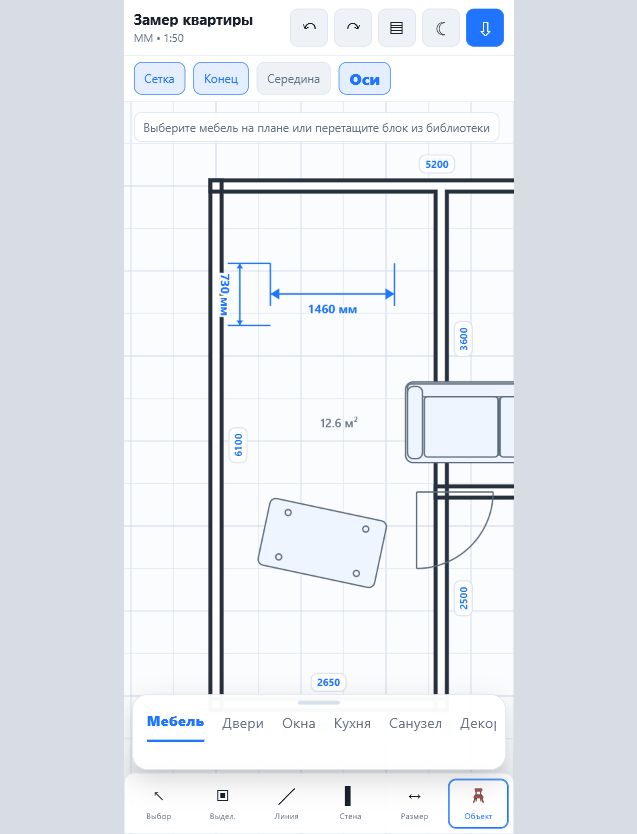 Замер квартиры
ММ • 1:50
Сетка
Конец
Середина
Оси
Выберите мебель на плане или перетащите блок из библиотеки
5200
730 мм
1460 мм
3600
12.6 м²
6100
2500
2650
Мебель
Двери
Окна
Кухня
Санузел
Декор
Выбор
Выдел.
Линия
Стена
Размер
Объект